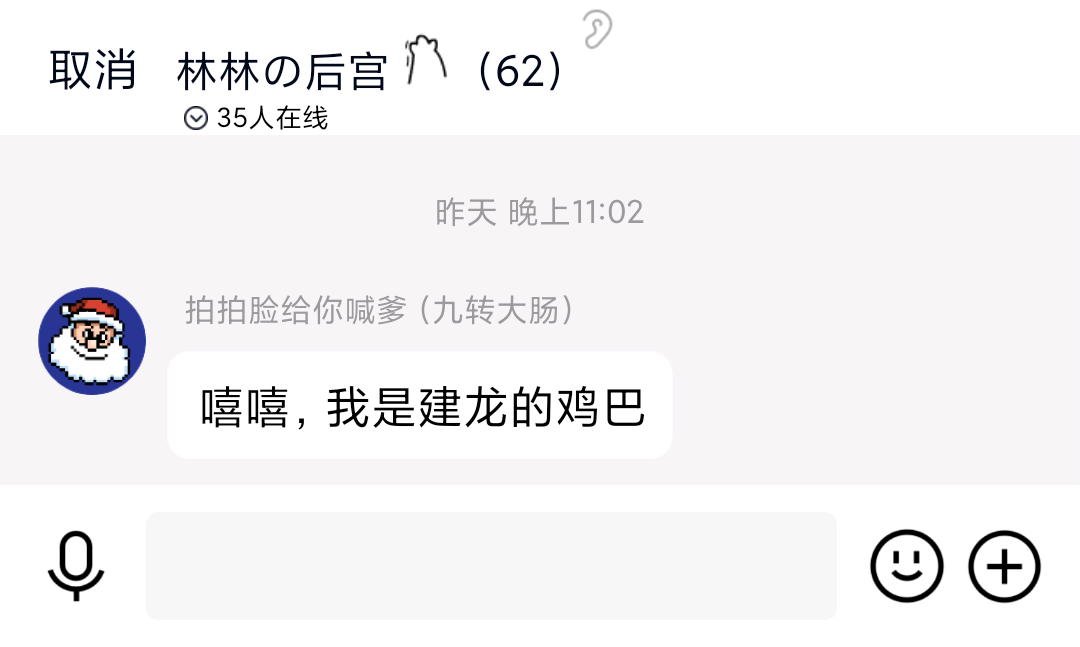 取消 林林の后宫 (62)
35人在线
昨天 晚上11:02
拍拍脸给你喊爹 (九转大肠)
嘻嘻, 我是建龙的鸡巴